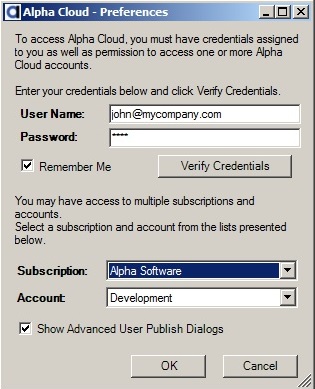 Alpha Cloud - Preferences
To access Alpha Cloud, you must have credentials assigned
to you as well as permission to access one or more Alpha
Cloud accounts.
Enter your credentials below and click Verify Credentials.
User Name: john@mycompany.com
Password: ****
Remember Me Verify Credentials
You may have access to multiple subscriptions and
accounts.
Select a subscription and account from the lists presented
below.
Subscription: Alpha Software
Account: Development
Show Advanced User Publish Dialogs
OK Cancel